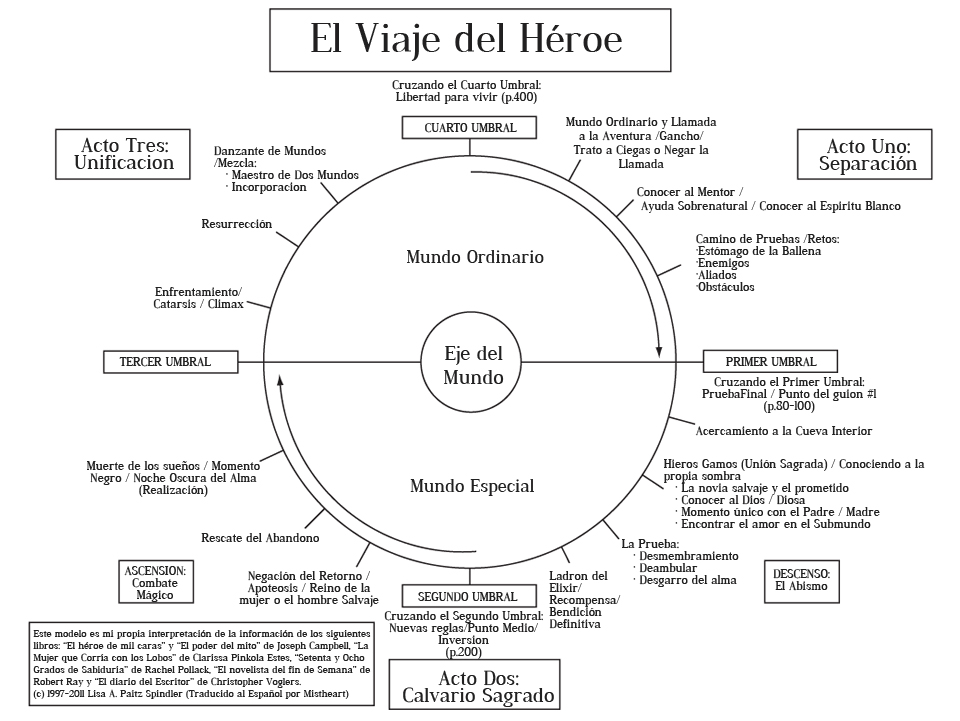 El Viaje del Héroe
Cruzando el Cuarto Umbral:
Libertad para vivir (p.400)
CUARTO UMBRAL
Acto Uno:
Separación
Mundo Ordinario y Llamada
a la Aventura /Gancho/
Trato a Ciegas o Negar la
Llamada
Conocer al Mentor /
Ayuda Sobrenatural / Conocer al Espiritu Blanco
Camino de Pruebas /Retos:
·Estómago de la Ballena
·Enemigos
·Aliados
·Obstáculos
PRIMER UMBRAL
Cruzando el Primer Umbral:
PruebaFinal / Punto del guion #1
(p.80-100)
Acercamiento a la Cueva Interior
Hieros Gamos (Unión Sagrada) / Conociendo a la
propia sombra
· La novia salvaje y el prometido
· Conocer al Dios / Diosa
· Momento único con el Padre / Madre
· Encontrar el amor en el Submundo
La Prueba:
· Desmembramiento
· Deambular
· Desgarro del alma
DESCENSO:
El Abismo
Ladron del
Elixir/
Recompensa/
Bendición
Definitiva
SEGUNDO UMBRAL
Cruzando el Segundo Umbral:
Nuevas reglas/Punto Medio/
Inversion
(p.200)
Acto Dos:
Calvario Sagrado
Negación del Retorno /
Apoteosis / Reino de la
mujer o el hombre Salvaje
Rescate del Abandono
ASCENSION:
Combate
Mágico
Muerte de los sueños / Momento
Negro / Noche Oscura del Alma
(Realización)
TERCER UMBRAL
Enfrentamiento/
Catarsis / Climax
Resurrección
Danzante de Mundos
/Mezcla:
· Maestro de Dos Mundos
· Incorporacion
Acto Tres:
Unificacion
Mundo Ordinario
Eje del
Mundo
Mundo Especial
Este modelo es mi propia interpretación de la información de los siguientes
libros: “El héroe de mil caras” y “El poder del mito” de Joseph Campbell, “La
Mujer que Corría con los Lobos” de Clarissa Pinkola Estes, “Setenta y Ocho
Grados de Sabiduría” de Rachel Pollack, “El novelista del fin de Semana” de
Robert Ray y “El diario del Escritor” de Christopher Voglers.
(c) 1997-2011 Lisa A. Paitz Spindler (Traducido al Español por Mistheart)